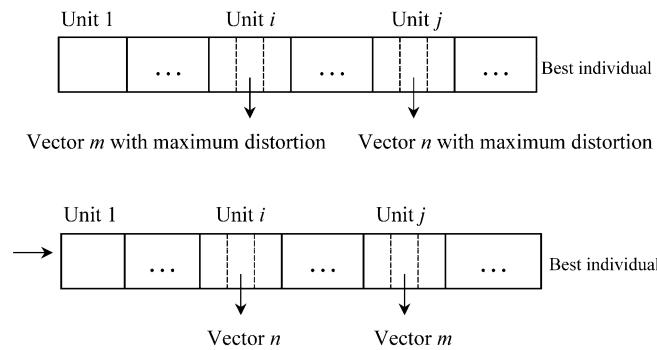 Unit 1 Unit i Unit j
... ... ... Best individual
Vector m with maximum distortion Vector n with maximum distortion
Unit 1 Unit i Unit j
... ... ... Best individual
Vector n Vector m